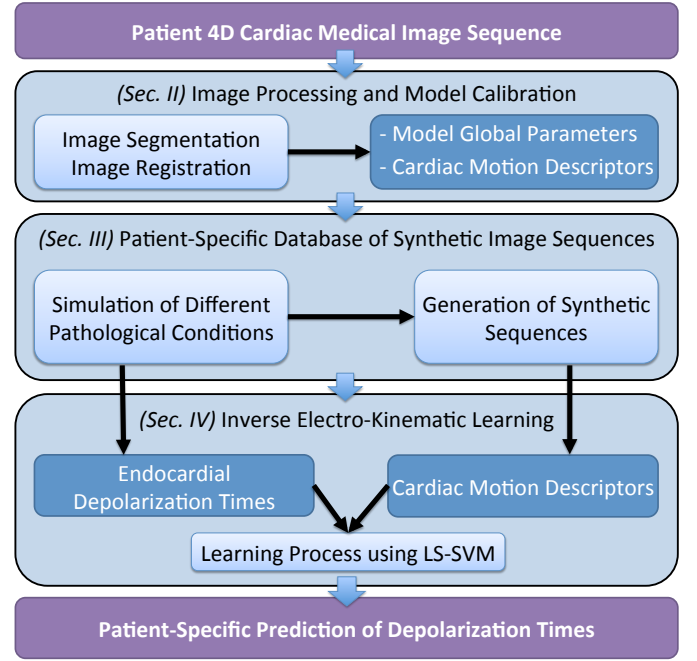 Patient 4D Cardiac Medical Image Sequence
(Sec. II) Image Processing and Model Calibration
Image Segmentation
Image Registration
- Model Global Parameters
- Cardiac Motion Descriptors
(Sec. III) Patient-Specific Database of Synthetic Image Sequences
Simulation of Different
Pathological Conditions
Generation of Synthetic
Sequences
(Sec. IV) Inverse Electro-Kinematic Learning
Endocardial
Depolarization Times
Cardiac Motion Descriptors
Learning Process using LS-SVM
Patient-Specific Prediction of Depolarization Times